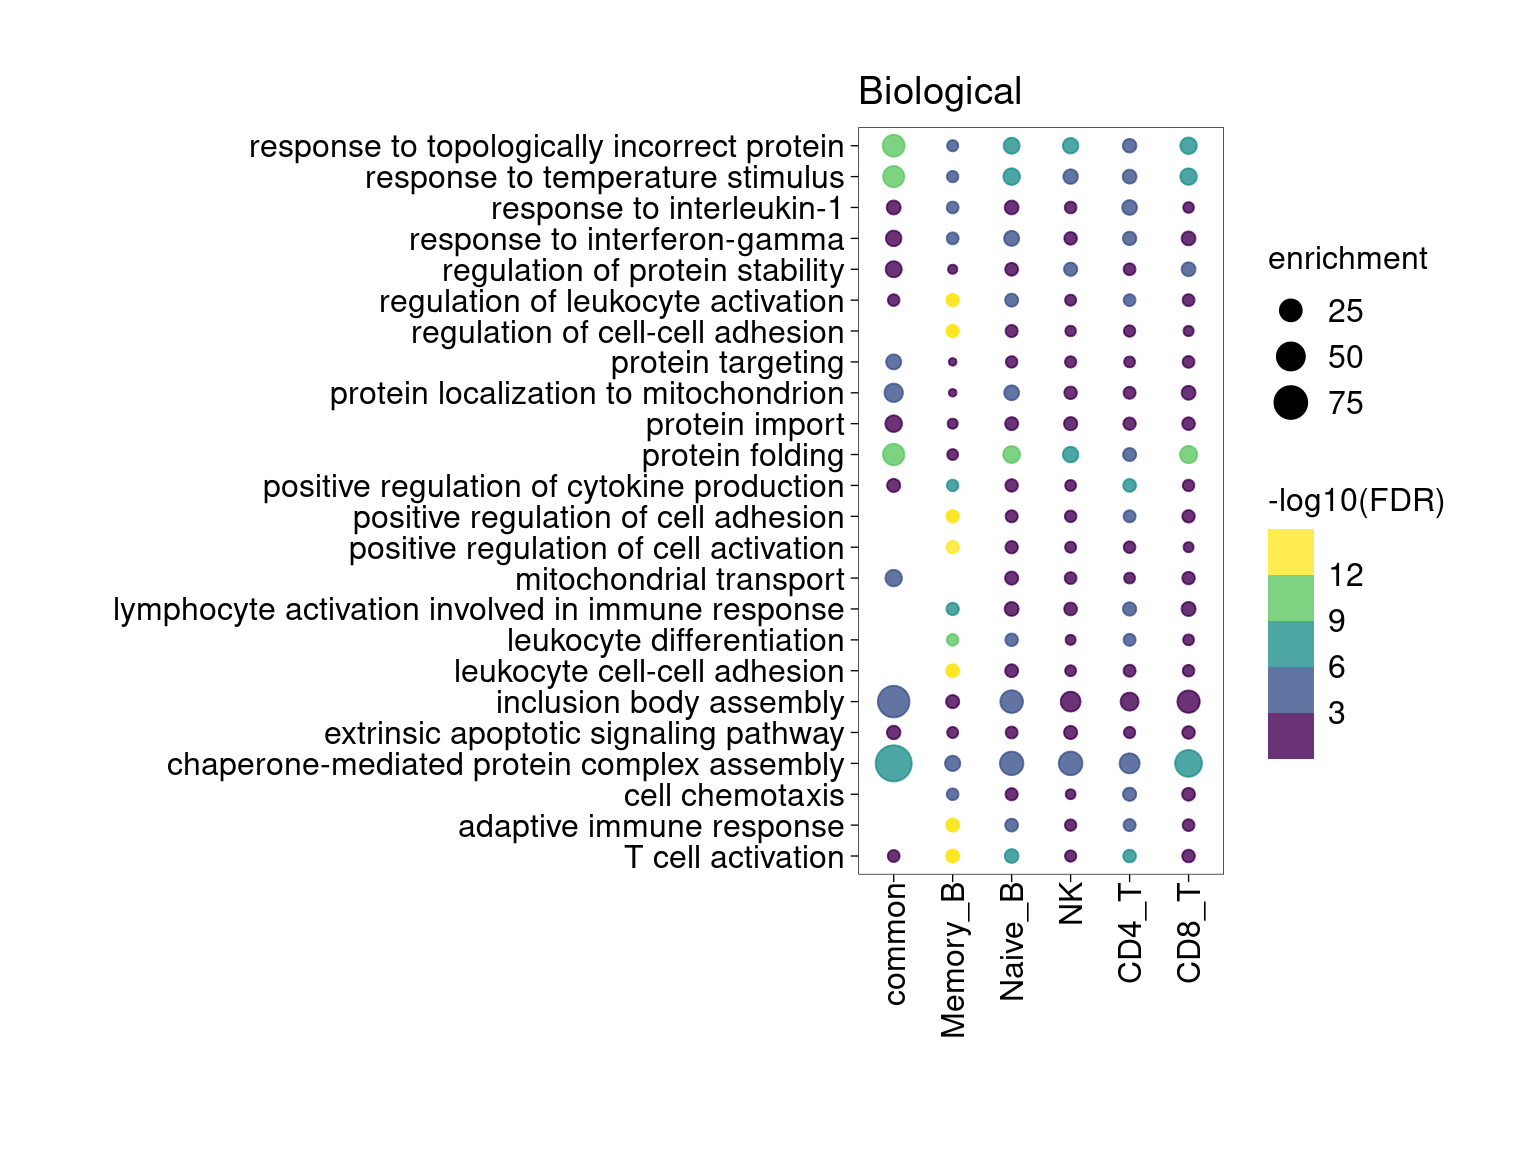 Biological
response to topologically incorrect protein
response to temperature stimulus
response to interleukin-1
response to interferon-gamma
regulation of protein stability
regulation of leukocyte activation
regulation of cell-cell adhesion
protein targeting
protein localization to mitochondrion
protein import
protein folding
positive regulation of cytokine production
positive regulation of cell adhesion
positive regulation of cell activation
mitochondrial transport
lymphocyte activation involved in immune response
leukocyte differentiation
leukocyte cell-cell adhesion
inclusion body assembly
extrinsic apoptotic signaling pathway
chaperone-mediated protein complex assembly
cell chemotaxis
adaptive immune response
T cell activation
common
Memory_B
Naive_B
NK
CD4_T
CD8_T
enrichment
25
50
75
-log10(FDR)
12
9
6
3